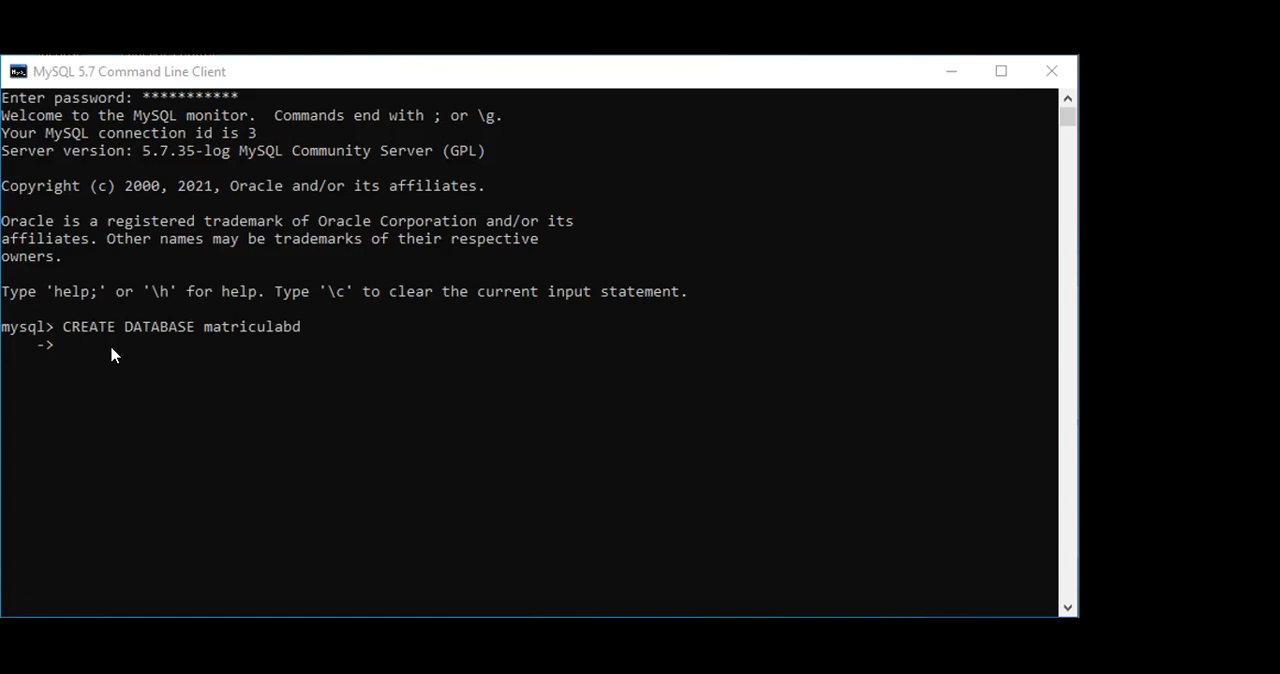 MySQL 5.7 Command Line Client
Enter password: ***********
Welcome to the MySQL monitor.  Commands end with ; or \g.
Your MySQL connection id is 3
Server version: 5.7.35-log MySQL Community Server (GPL)
Copyright (c) 2000, 2021, Oracle and/or its affiliates.
Oracle is a registered trademark of Oracle Corporation and/or its
affiliates. Other names may be trademarks of their respective
owners.
Type 'help;' or '\h' for help. Type '\c' to clear the current input statement.
mysql> CREATE DATABASE matriculabd
    ->